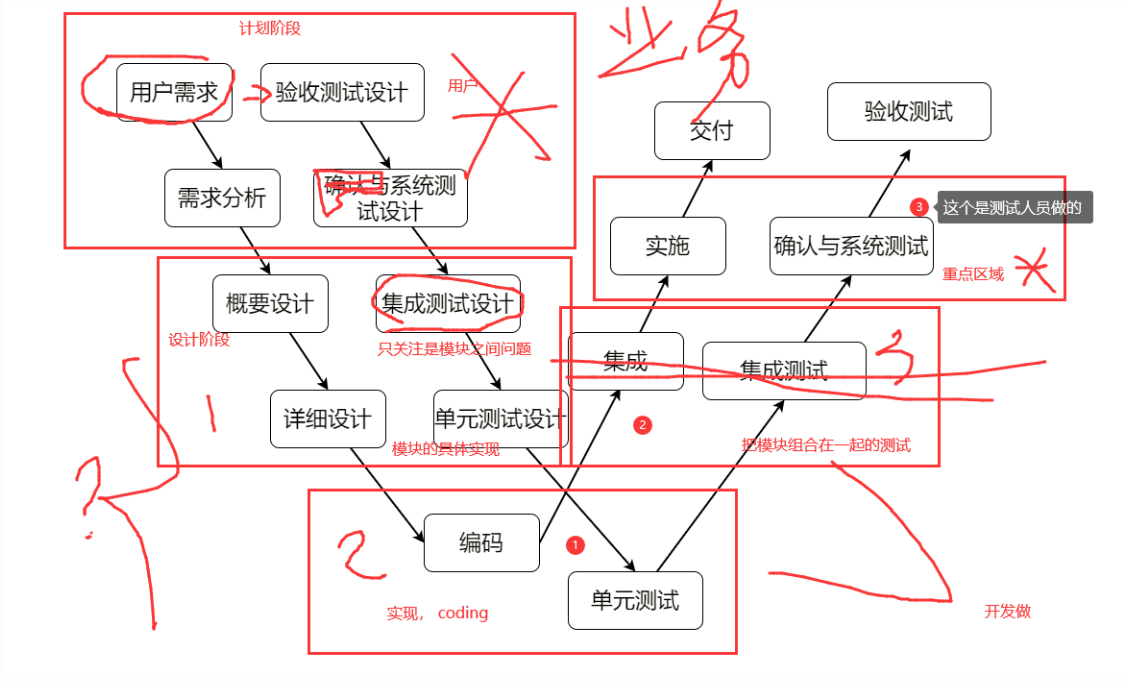 计划阶段
业务
用户需求
验收测试设计
用户
交付
验收测试
需求分析
确认与系统测
试设计
③ 这个是测试人员做的
实施
确认与系统测试
重点区域
概要设计
集成测试设计
设计阶段
只关注是模块之间问题
集成
集成测试
3
1
详细设计
单元测试设计
②
模块的具体实现
把模块组合在一起的测试
?
2
编码
①
单元测试
实现， coding
开发做